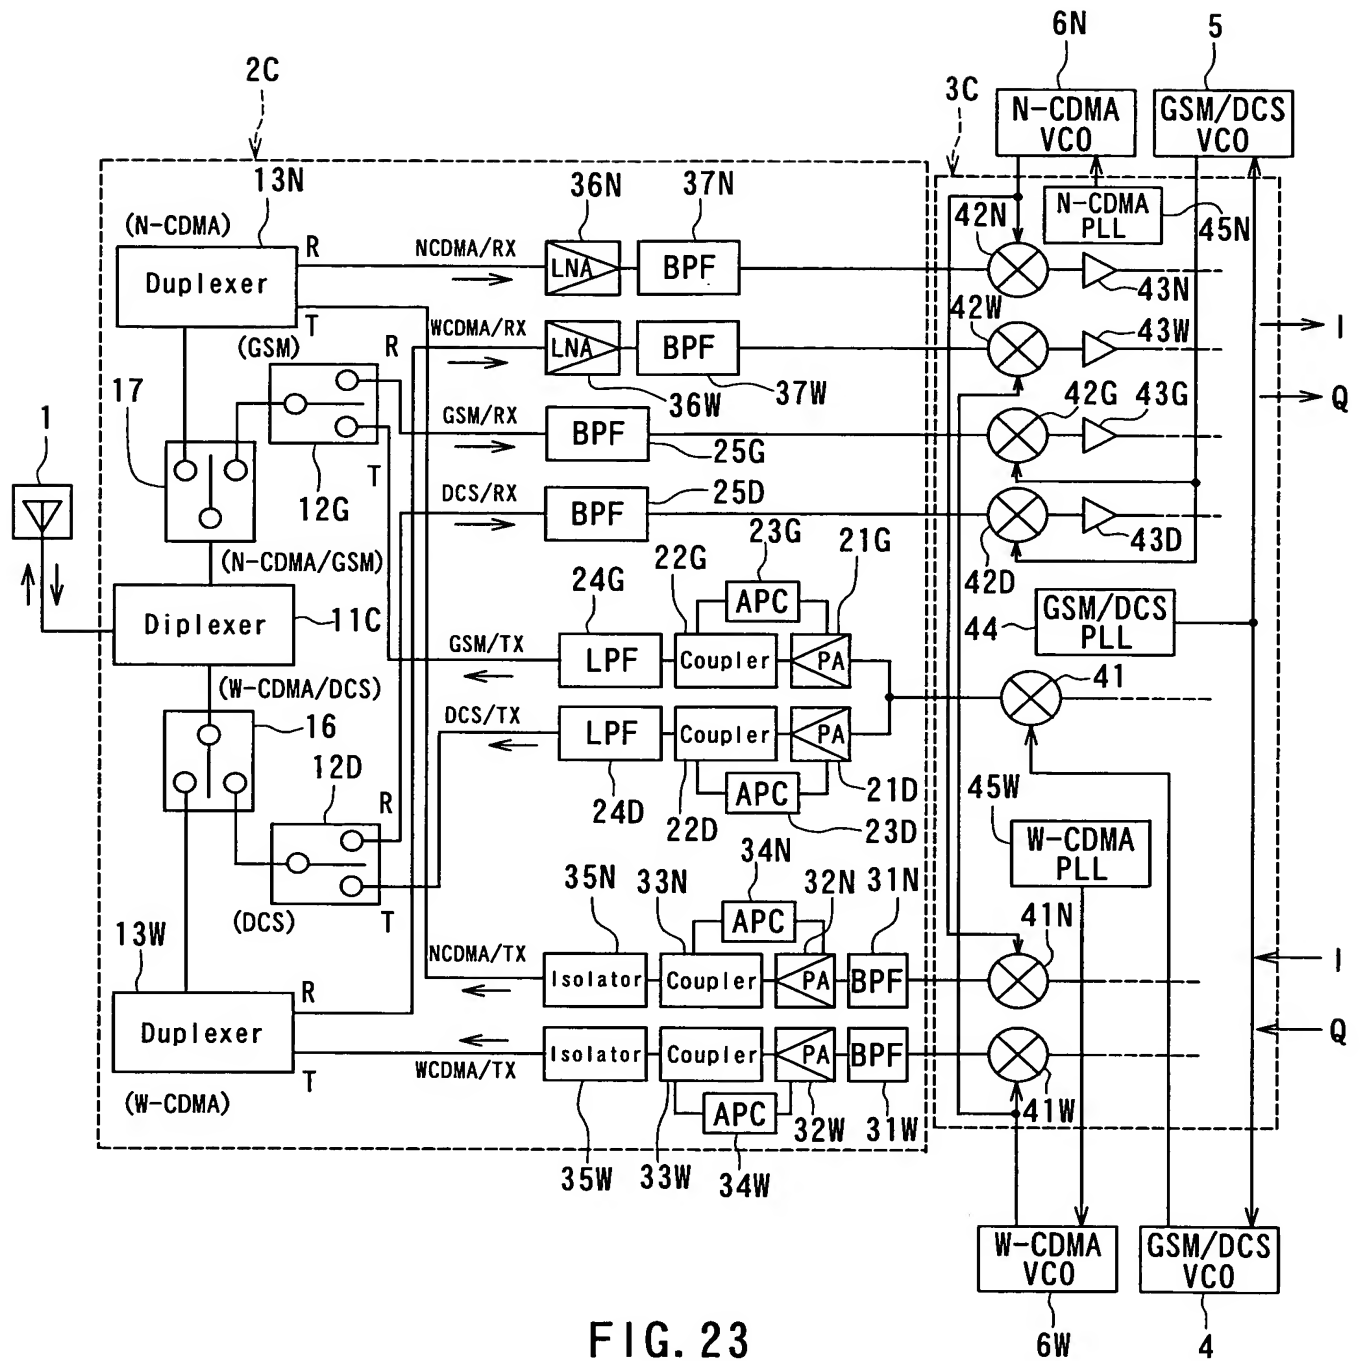 6N
5
2C
3C
N-CDMA
VCO
GSM/DCS
VCO
13N
36N
37N
(N-CDMA)
42N
N-CDMA
PLL
45N
R
NCDMA/RX
Duplexer
LNA
BPF
43N
T
42W
(GSM)
R
WCDMA/RX
43W
I
LNA
BPF
17
36W
37W
42G
43G
Q
1
GSM/RX
BPF
25G
T
12G
DCS/RX
25D
BPF
43D
(N-CDMA/GSM)
23G
21G
22G
24G
42D
APC
GSM/DCS
PLL
44
Diplexer
11C
GSM/TX
LPF
Coupler
PA
(W-CDMA/DCS)
41
DCS/TX
16
LPF
Coupler
PA
12D
45W
R
APC
24D
22D
21D
23D
W-CDMA
PLL
34N
35N
33N
32N
31N
(DCS)
T
APC
41N
13W
NCDMA/TX
I
Isolator
Coupler
PA
BPF
R
Duplexer
Q
Isolator
Coupler
PA
BPF
T
WCDMA/TX
(W-CDMA)
APC
32W
31W
41W
35W
33W
34W
W-CDMA
VCO
GSM/DCS
VCO
6W
4
FIG. 23